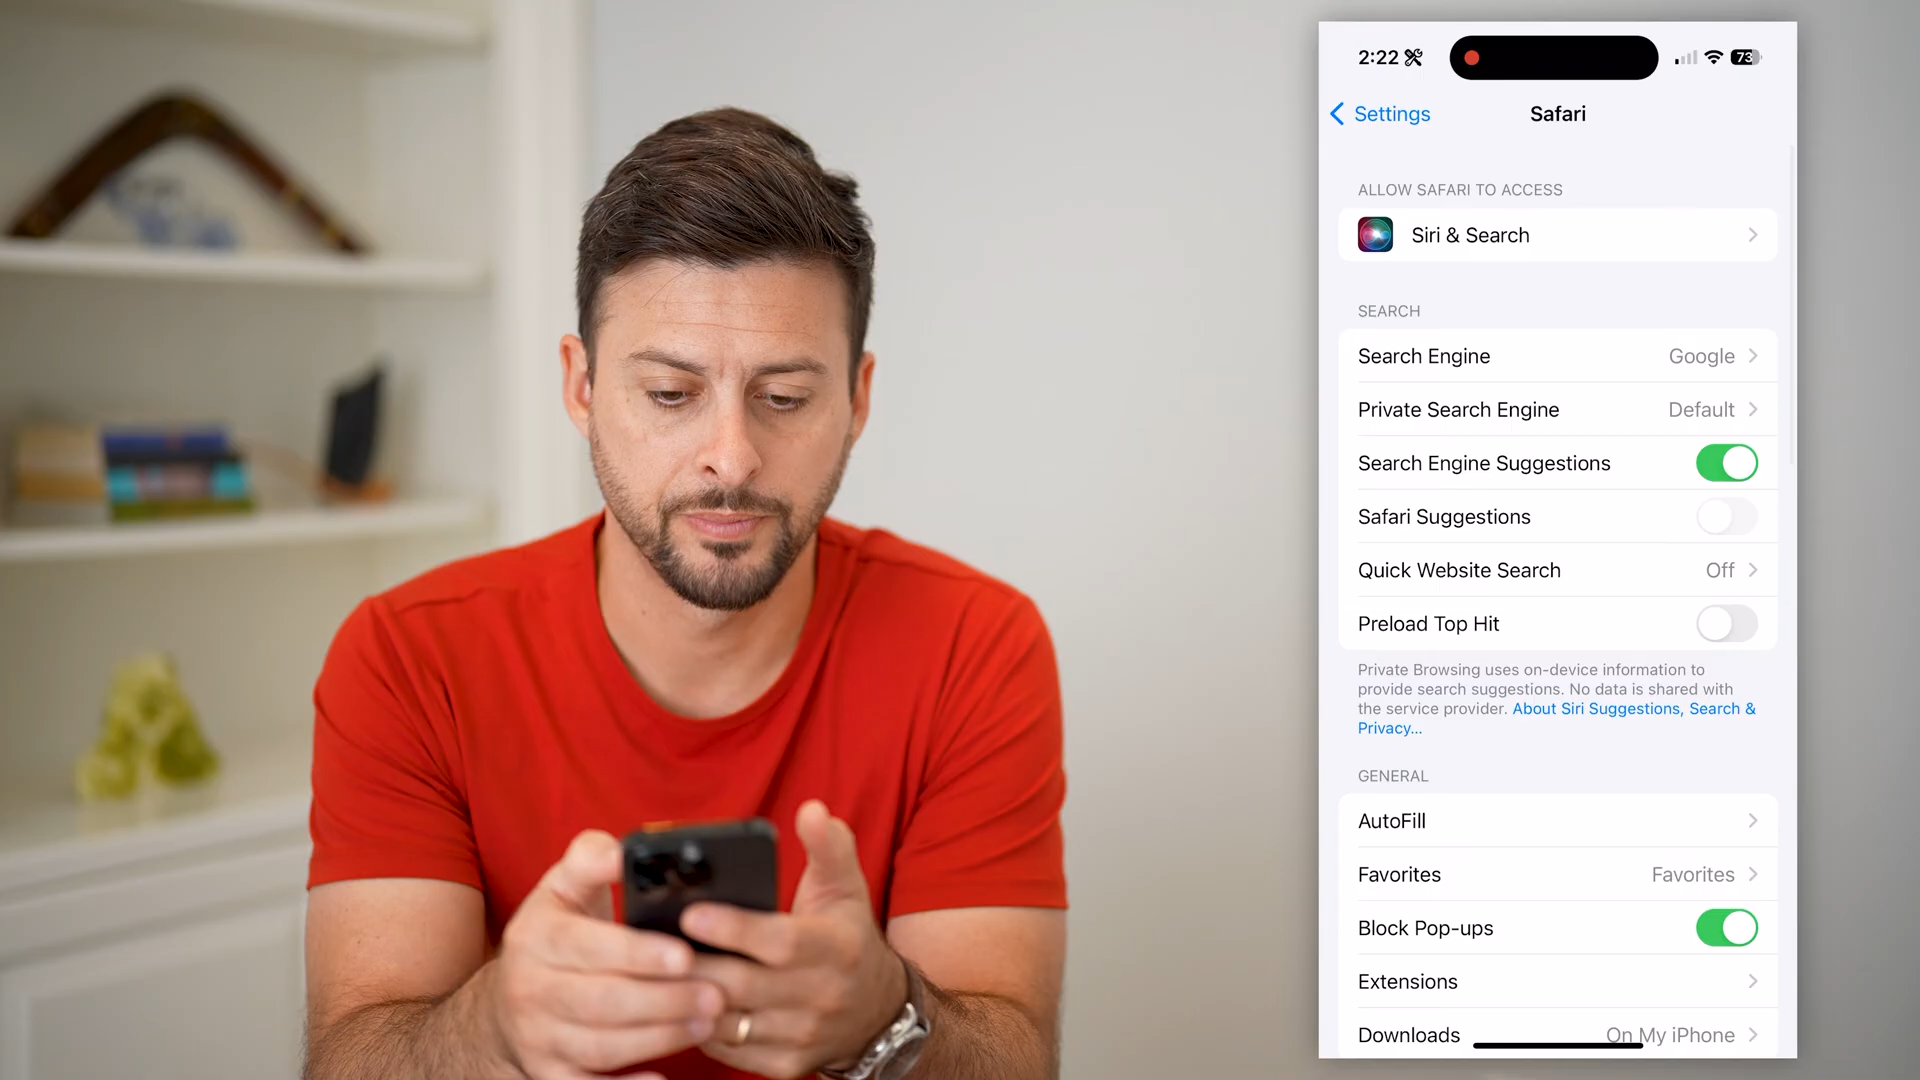 2:22
73
Settings
Safari
ALLOW SAFARI TO ACCESS
Siri & Search
SEARCH
Search Engine Google
Private Search Engine Default
Search Engine Suggestions
Safari Suggestions
Quick Website Search Off
Preload Top Hit
Private Browsing uses on-device information to
provide search suggestions. No data is shared with
the service provider. About Siri Suggestions, Search &
Privacy...
GENERAL
AutoFill
Favorites Favorites
Block Pop-ups
Extensions
Downloads On My iPhone